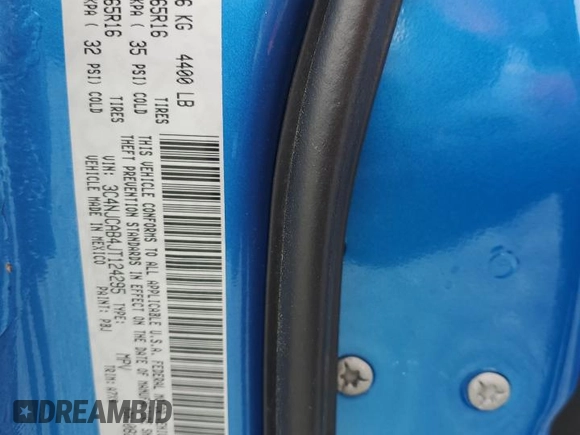 6 KG 4400 LB
65R16 TIRES
KPA ( 35 PSI) COLD
65R16 TIRES
KPA ( 32 PSI) COLD
THIS VEHICLE CONFORMS TO ALL APPLICABLE U.S.A. FEDERAL
THEFT PREVENTION STANDARDS IN EFFECT ON THE DATE OF
VIN: 3C4NJCAB4JT124295 TYPE: MPV
VEHICLE MADE IN MEXICO PAINT: PBJ TRIM:
DREAMBID